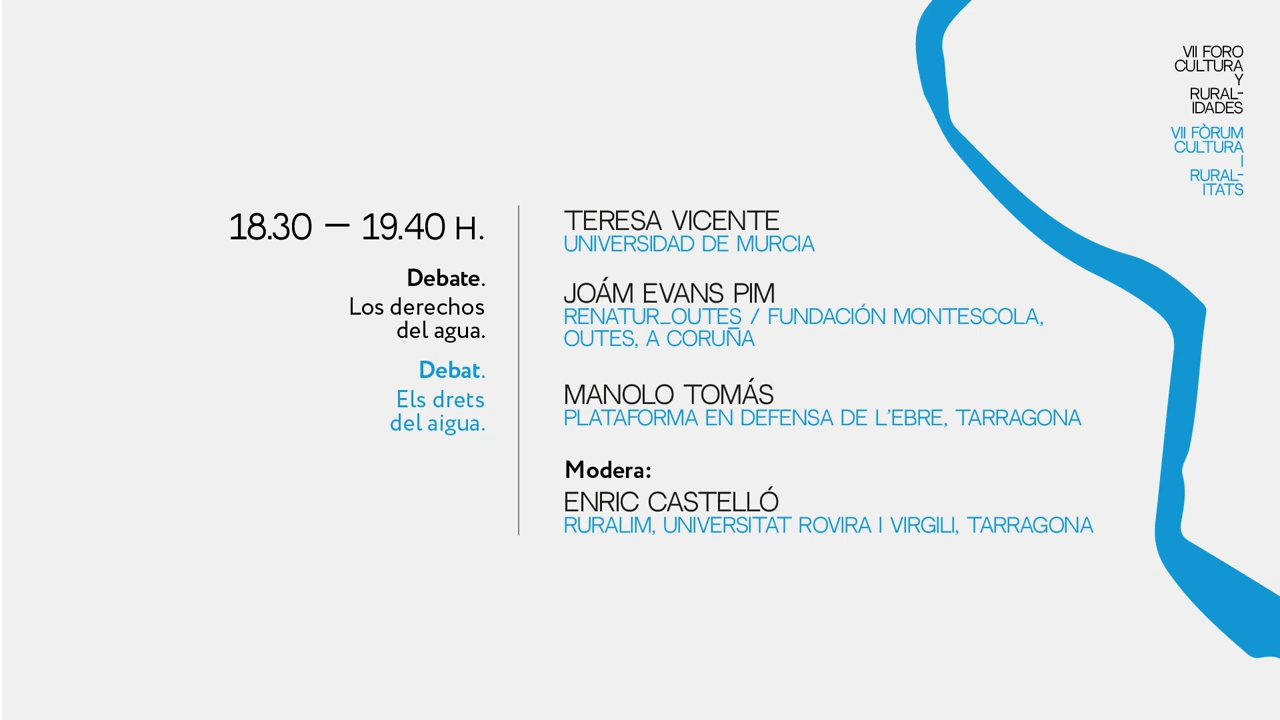 VII FORO
CULTURA
Y
RURAL-
IDADES
VII FÒRUM
CULTURA
I
RURAL-
ITATS
18.30 — 19.40 H.
Debate.
Los derechos
del agua.
Debat.
Els drets
del aigua.
TERESA VICENTE
UNIVERSIDAD DE MURCIA
JOÁM EVANS PIM
RENATUR_OUTES / FUNDACIÓN MONTESCOLA,
OUTES, A CORUÑA
MANOLO TOMÁS
PLATAFORMA EN DEFENSA DE L'EBRE, TARRAGONA
Modera:
ENRIC CASTELLÓ
RURALIM, UNIVERSITAT ROVIRA I VIRGILI, TARRAGONA